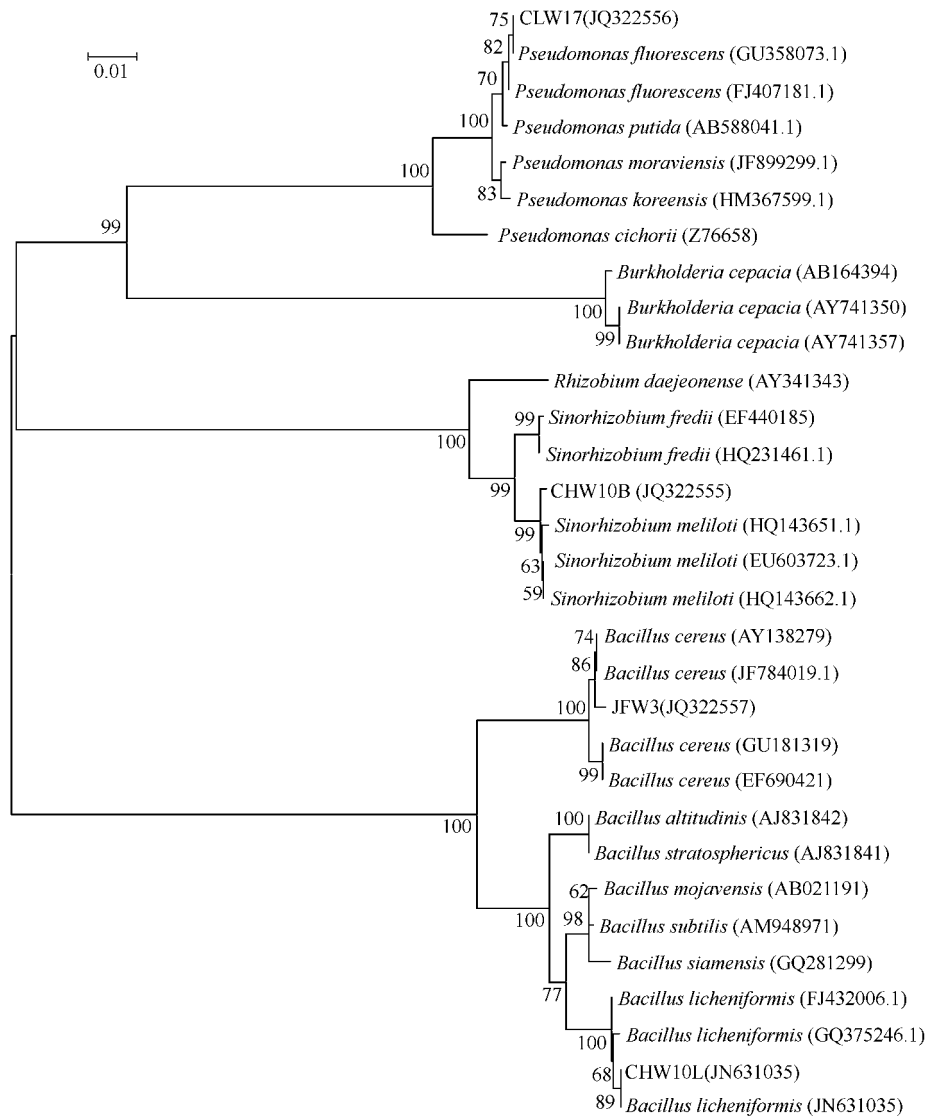 75 CLW17(JQ322556)
82 Pseudomonas fluorescens (GU358073.1)
0.01
70 Pseudomonas fluorescens (FJ407181.1)
100 Pseudomonas putida (AB588041.1)
100 Pseudomonas moraviensis (JF899299.1)
83 Pseudomonas koreensis (HM367599.1)
99 Pseudomonas cichorii (Z76658)
Burkholderia cepacia (AB164394)
100 Burkholderia cepacia (AY741350)
99 Burkholderia cepacia (AY741357)
Rhizobium daejeonense (AY341343)
99 Sinorhizobium fredii (EF440185)
100 Sinorhizobium fredii (HQ231461.1)
99 CHW10B (JQ322555)
99 Sinorhizobium meliloti (HQ143651.1)
63 Sinorhizobium meliloti (EU603723.1)
59 Sinorhizobium meliloti (HQ143662.1)
74 Bacillus cereus (AY138279)
86 Bacillus cereus (JF784019.1)
100 JFW3(JQ322557)
Bacillus cereus (GU181319)
99 Bacillus cereus (EF690421)
100 Bacillus altitudinis (AJ831842)
100 Bacillus stratosphericus (AJ831841)
62 Bacillus mojavensis (AB021191)
100 98 Bacillus subtilis (AM948971)
Bacillus siamensis (GQ281299)
77 Bacillus licheniformis (FJ432006.1)
100 Bacillus licheniformis (GQ375246.1)
68 CHW10L(JN631035)
89 Bacillus licheniformis (JN631035)